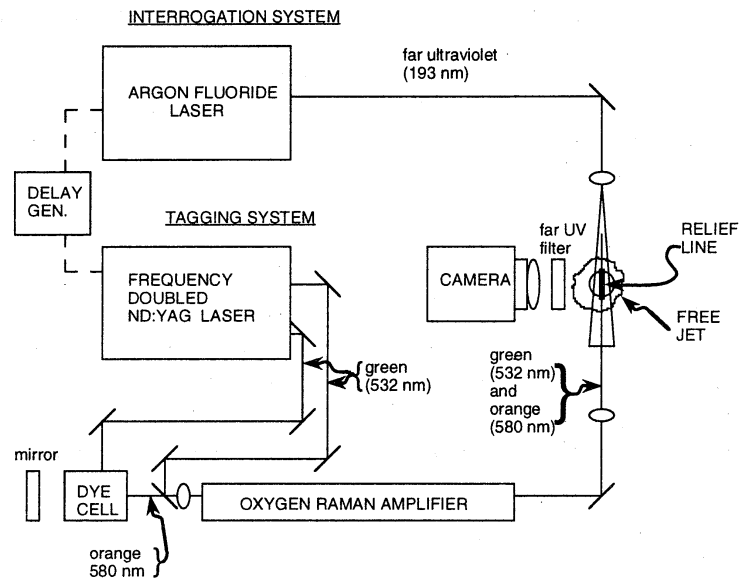 INTERROGATION SYSTEM
far ultraviolet
(193 nm)
ARGON FLUORIDE
LASER
DELAY
GEN.
TAGGING SYSTEM
FREQUENCY
DOUBLED
ND:YAG LASER
CAMERA
far UV
filter
RELIEF
LINE
FREE
JET
green
(532 nm)
green
(532 nm)
and
orange
(580 nm)
mirror
DYE
CELL
OXYGEN RAMAN AMPLIFIER
orange
580 nm